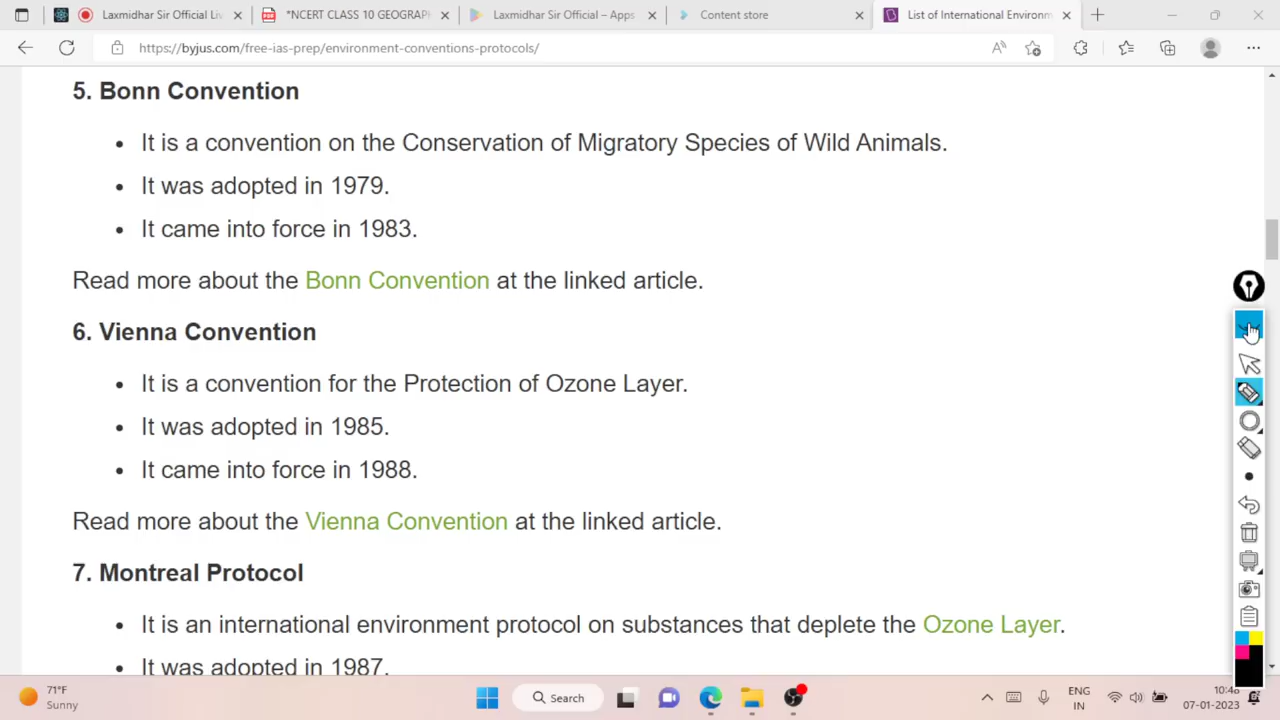 Laxmidhar Sir Official Li
*NCERT CLASS 10 GEOGRAPH
Laxmidhar Sir Official – Apps
Content store
List of International Environm
https://byjus.com/free-ias-prep/environment-conventions-protocols/
5. Bonn Convention
• It is a convention on the Conservation of Migratory Species of Wild Animals.
• It was adopted in 1979.
• It came into force in 1983.
Read more about the Bonn Convention at the linked article.
6. Vienna Convention
• It is a convention for the Protection of Ozone Layer.
• It was adopted in 1985.
• It came into force in 1988.
Read more about the Vienna Convention at the linked article.
7. Montreal Protocol
• It is an international environment protocol on substances that deplete the Ozone Layer.
• It was adopted in 1987.
71°F
Sunny
Search
ENG
IN
10:48
07-01-2023